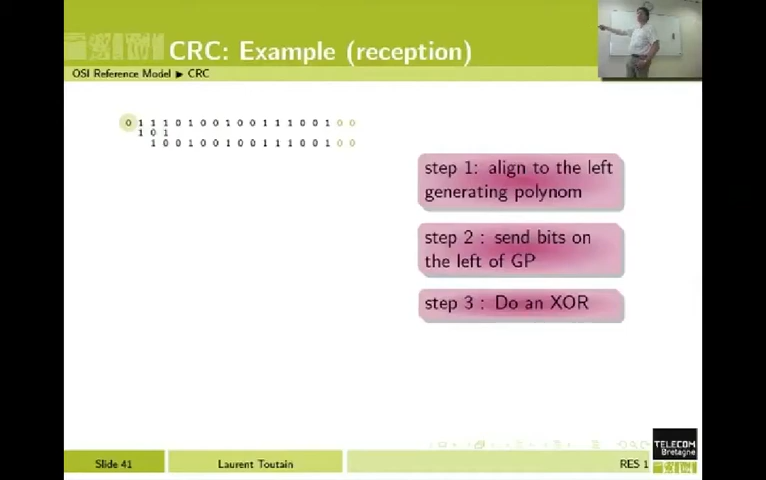 CRC: Example (reception)
OSI Reference Model ▶ CRC
0 1 1 1 0 1 0 0 1 0 0 1 1 1 0 0 1 0 0
1 0 1
1 0 0 1 0 0 1 0 0 1 1 1 0 0 1 0 0
step 1: align to the left
generating polynom
step 2 : send bits on
the left of GP
step 3 : Do an XOR
TELECOM
Bretagne
Slide 41
Laurent Toutain
RES 1